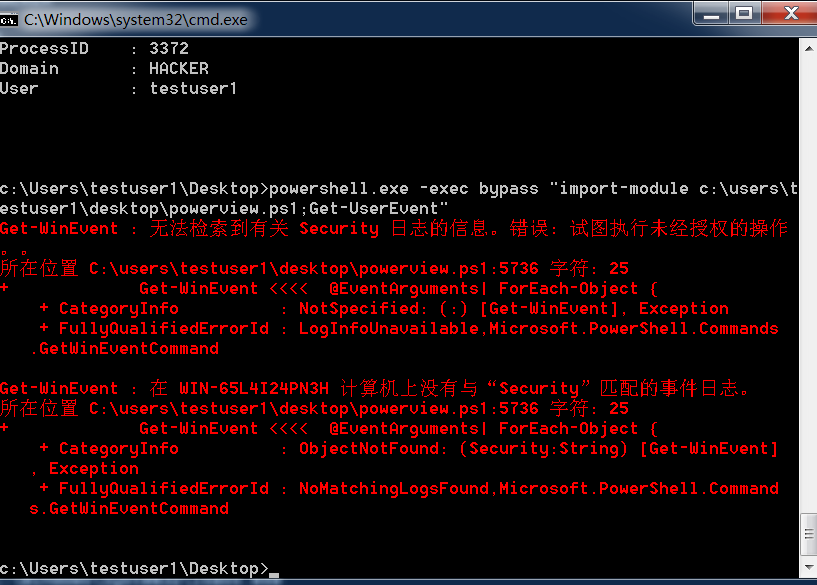 C:\Windows\system32\cmd.exe
ProcessID    : 3372
Domain       : HACKER
User         : testuser1
c:\Users\testuser1\Desktop>powershell.exe -exec bypass "import-module c:\users\t
estuser1\desktop\powerview.ps1;Get-UserEvent"
Get-WinEvent : 无法检索到有关 Security 日志的信息。错误: 试图执行未经授权的操作
。。
所在位置 C:\users\testuser1\desktop\powerview.ps1:5736 字符: 25
+             Get-WinEvent <<<<  @EventArguments| ForEach-Object {
    + CategoryInfo          : NotSpecified: (:) [Get-WinEvent], Exception
    + FullyQualifiedErrorId : LogInfoUnavailable,Microsoft.PowerShell.Commands
   .GetWinEventCommand
Get-WinEvent : 在 WIN-65L4I24PN3H 计算机上没有与“Security”匹配的事件日志。
所在位置 C:\users\testuser1\desktop\powerview.ps1:5736 字符: 25
+             Get-WinEvent <<<<  @EventArguments| ForEach-Object {
    + CategoryInfo          : ObjectNotFound: (Security:String) [Get-WinEvent]
   , Exception
    + FullyQualifiedErrorId : NoMatchingLogsFound,Microsoft.PowerShell.Command
   s.GetWinEventCommand
c:\Users\testuser1\Desktop>